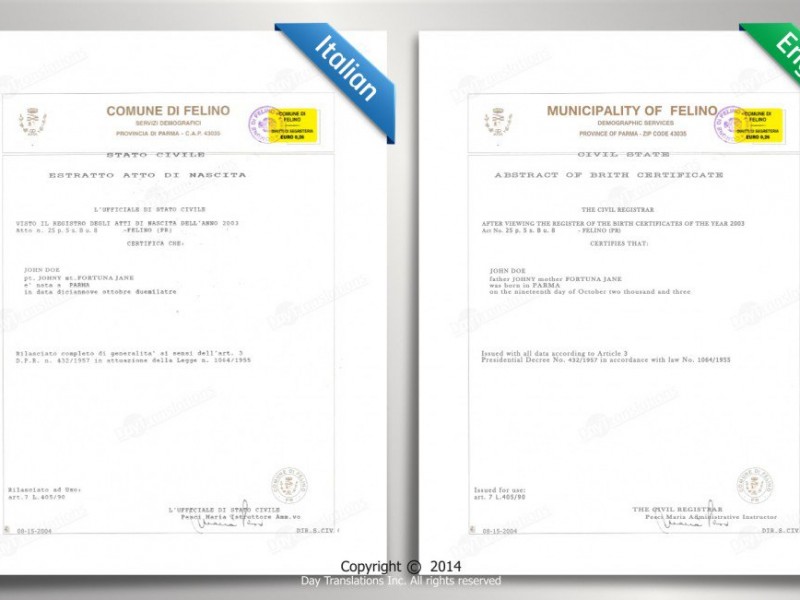 Italian
COMUNE DI FELINO
SERVIZI DEMOGRAFICI
PROVINCIA DI PARMA - C.A.P. 43035
COMUNE DI
FELINO
EURO 0,26
STATO CIVILE
ESTRATTO ATTO DI NASCITA
L'UFFICIALE DI STATO CIVILE
VISTO IL REGISTRO DEGLI ATTI DI NASCITA DELL'ANNO 2003
Atto n. 25 p. s. B u. 8 -FELINO (PR)
CERTIFICA CHE:
JOHN DOE
pt. JOHNY mt. FORTUNA JANE
e' nata a PARMA
in data diciannove ottobre duemilatre
Rilasciato completo di generalita' ai sensi dell'art. 3
D.P.R. n. 432/1957 in attuazione della Legge n. 1064/1955
Rilasciato ad Uso:
art.7 L.405/90
COMUNE DI FELINO
L'UFFICIALE DI STATO CIVILE
Pesci Maria Istruttore Amm.vo
08-15-2004
DIR.S.CIV.
Eng
MUNICIPALITY OF FELINO
DEMOGRAPHIC SERVICES
PROVINCE OF PARMA - ZIP CODE 43035
COMUNE DI
FELINO
EURO 0,26
CIVIL STATE
ABSTRACT OF BRITH CERTIFICATE
THE CIVIL REGISTRAR
AFTER VIEWING THE REGISTER OF THE BIRTH CERTIFICATES OF THE YEAR 2003
Act No. 25 p. s. B u. 8 - FELINO (PR)
CERTIFIES THAT:
JOHN DOE
father JOHNY mother FORTUNA JANE
was born in PARMA
on the nineteenth day of October two thousand and three
Issued with all data according to Article 3
Presidential Decree No. 432/1957 in accordance with law No. 1064/1955
Issued for use:
art. 7 L.405/90
COMUNE DI FELINO
THE CIVIL REGISTRAR
Pesci Maria Administrative Instructor
08-15-2004
DIR.S.CIV.
Copyright © 2014
Day Translations Inc. All rights reserved